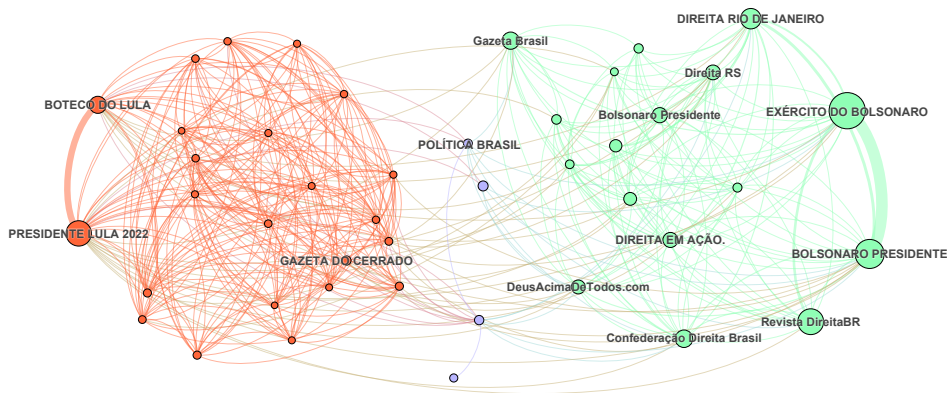 DIREITA RIO DE JANEIRO
Gazeta Brasil
Direita RS
BOTECO DO LULA
EXÉRCITO DO BOLSONARO
Bolsonaro Presidente
POLÍTICA BRASIL
PRESIDENTE LULA 2022
DIREITA EM AÇÃO.
BOLSONARO PRESIDENTE
GAZETA DO CERRADO
DeusAcimaDeTodos.com
Revista DireitaBR
Confederação Direita Brasil